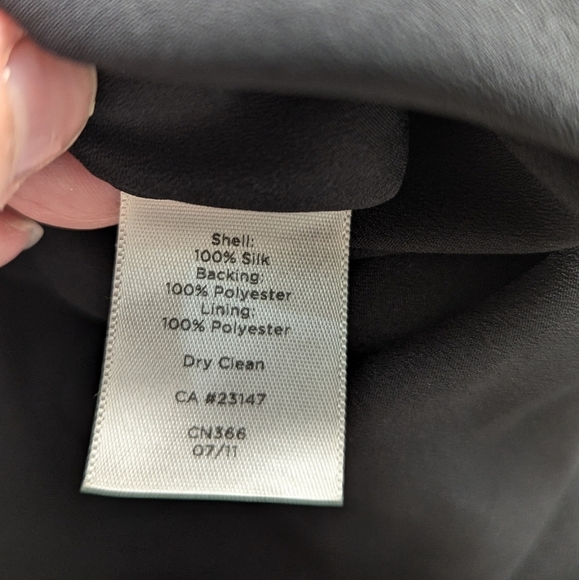 Shell:
100% Silk
Backing:
100% Polyester
Lining:
100% Polyester
Dry Clean
CA #23147
CN366
07/11